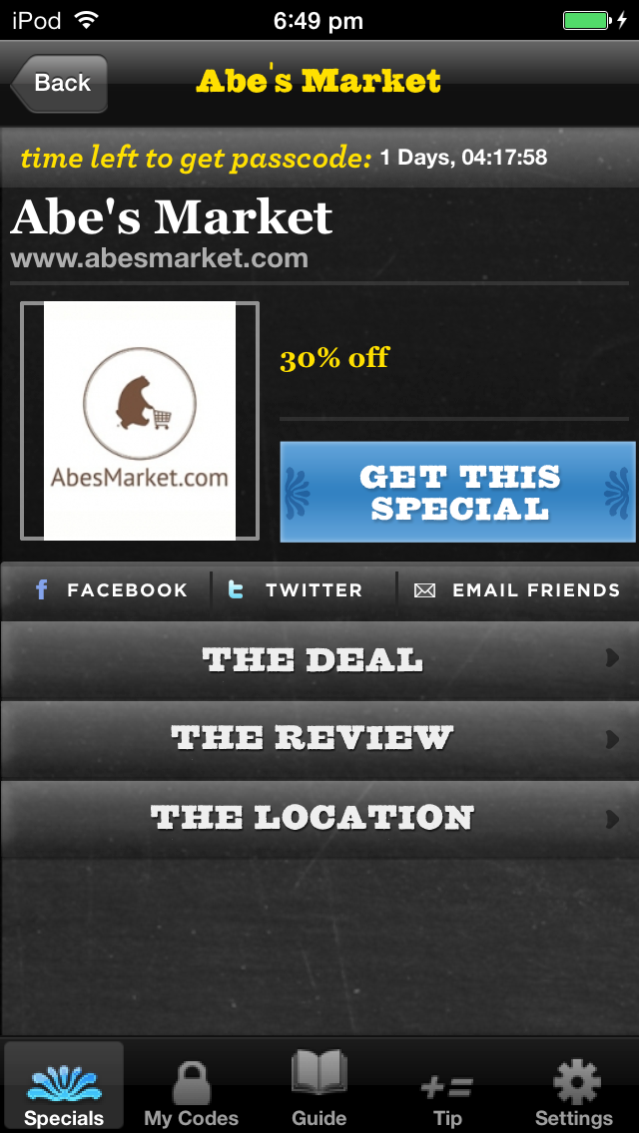 iPod 6:49 pm
Back Abe's Market
time left to get passcode: 1 Days, 04:17:58
Abe's Market
www.abesmarket.com
30% off
AbesMarket.com
GET THIS
SPECIAL
FACEBOOK TWITTER EMAIL FRIENDS
THE DEAL
THE REVIEW
THE LOCATION
Specials My Codes Guide Tip Settings